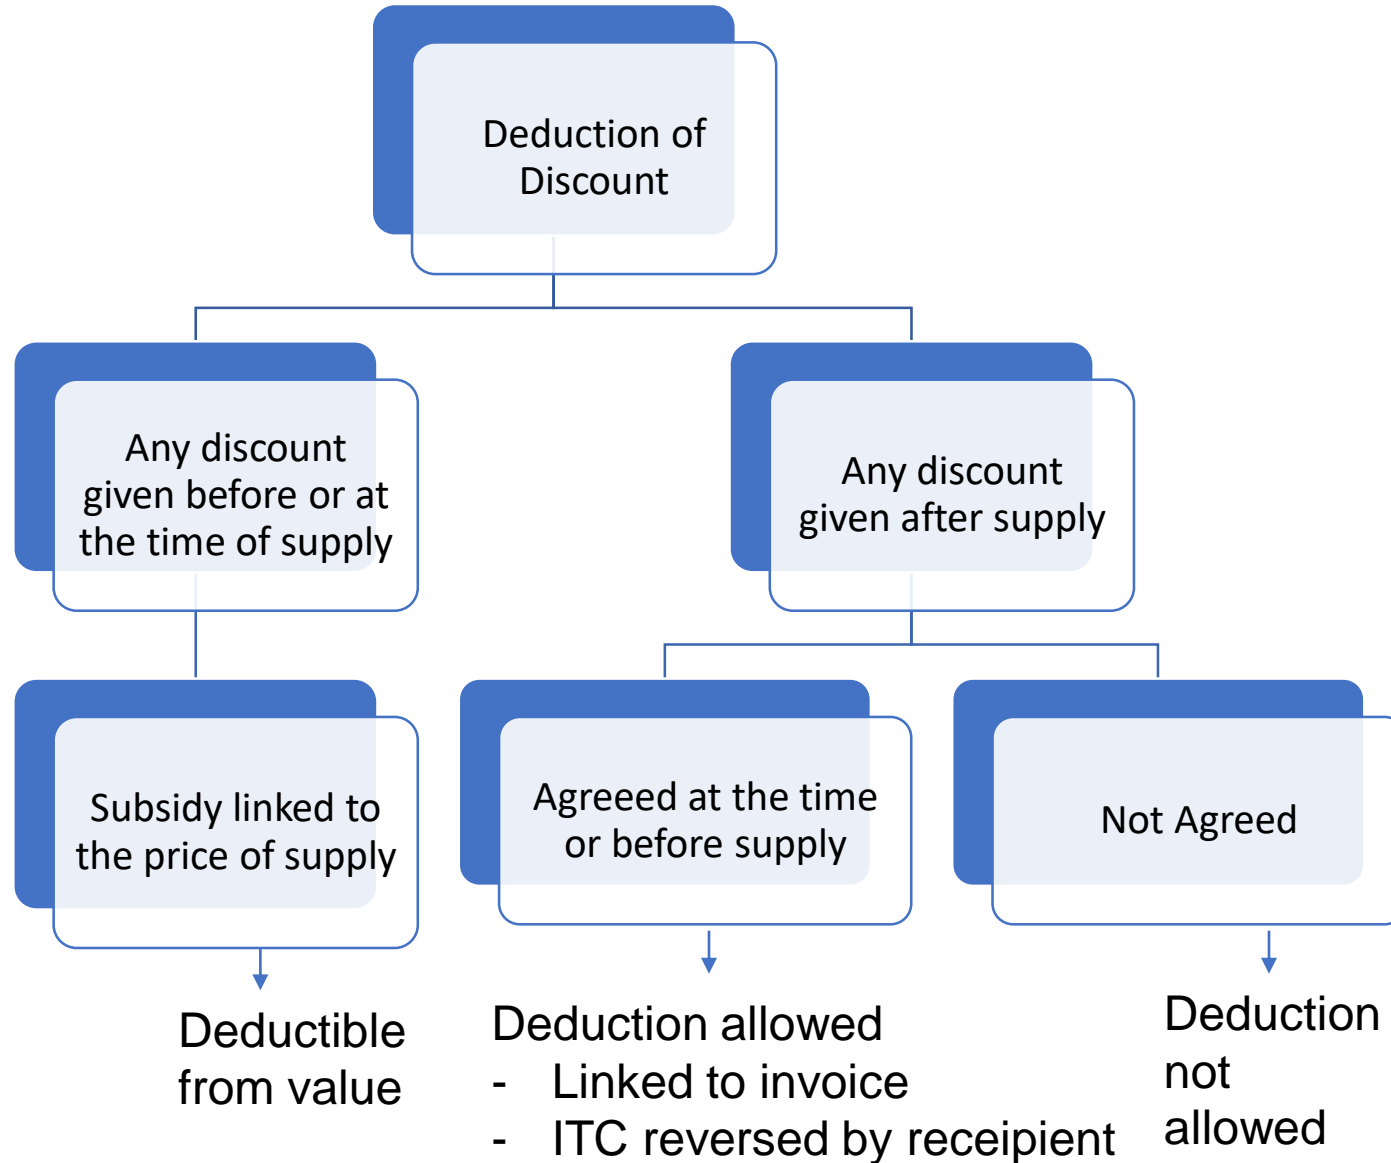 Deduction of
Discount
Any discount
given before or at
the time of supply
Any discount
given after supply
Subsidy linked to
the price of supply
Agreeed at the time
or before supply
Not Agreed
Deductible
from value
Deduction allowed
- Linked to invoice
- ITC reversed by receipient
Deduction
not
allowed